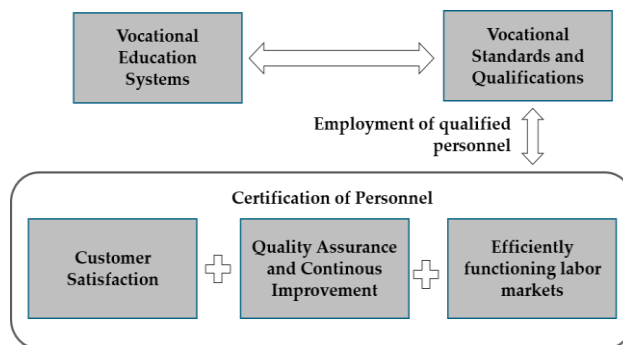 Vocational
Education
Systems
Vocational
Standards and
Qualifications
Employment of qualified
personnel
Certification of Personnel
Customer
Satisfaction
Quality Assurance
and Continous
Improvement
Efficiently
functioning labor
markets